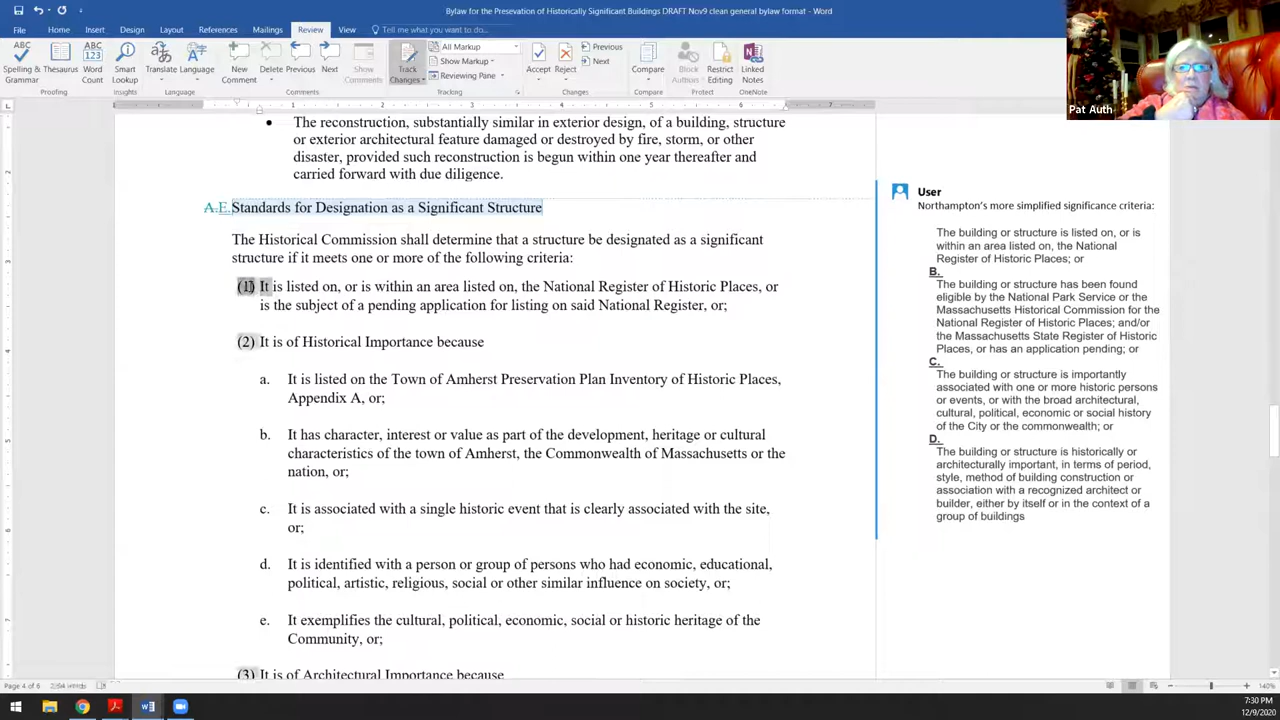 Bylaw for the Presevation of Historically Significant Buildings DRAFT Nov9 clean general bylaw format - Word
File Home Insert Design Layout References Mailings Review View Tell me what you want to do...
Spelling & Grammar Thesaurus Word Count Smart Lookup Translate Language New Comment Delete Previous Next Show Comments Track Changes All Markup Show Markup Reviewing Pane Accept Reject Previous Next Compare Block Authors Restrict Editing Linked Notes
Proofing Insights Language Comments Tracking Changes Compare Protect OneNote
Pat Auth
1 2 3 4 5 6 7
The reconstruction, substantially similar in exterior design, of a building, structure
or exterior architectural feature damaged or destroyed by fire, storm, or other
disaster, provided such reconstruction is begun within one year thereafter and
carried forward with due diligence.
A.E. Standards for Designation as a Significant Structure
The Historical Commission shall determine that a structure be designated as a significant
structure if it meets one or more of the following criteria:
(1) It is listed on, or is within an area listed on, the National Register of Historic Places, or
is the subject of a pending application for listing on said National Register, or;
(2) It is of Historical Importance because
a. It is listed on the Town of Amherst Preservation Plan Inventory of Historic Places,
Appendix A, or;
b. It has character, interest or value as part of the development, heritage or cultural
characteristics of the town of Amherst, the Commonwealth of Massachusetts or the
nation, or;
c. It is associated with a single historic event that is clearly associated with the site,
or;
d. It is identified with a person or group of persons who had economic, educational,
political, artistic, religious, social or other similar influence on society, or;
e. It exemplifies the cultural, political, economic, social or historic heritage of the
Community, or;
(3) It is of Architectural Importance because
User
Northampton's more simplified significance criteria:
The building or structure is listed on, or is
within an area listed on, the National
Register of Historic Places; or
B.
The building or structure has been found
eligible by the National Park Service or the
Massachusetts Historical Commission for the
National Register of Historic Places; and/or
the Massachusetts State Register of Historic
Places, or has an application pending; or
C.
The building or structure is importantly
associated with one or more historic persons
or events, or with the broad architectural,
cultural, political, economic or social history
of the City or the commonwealth; or
D.
The building or structure is historically or
architecturally important, in terms of period,
style, method of building construction or
association with a recognized architect or
builder, either by itself or in the context of a
group of buildings
Page 4 of 6 words 140%
7:30 PM
12/9/2020